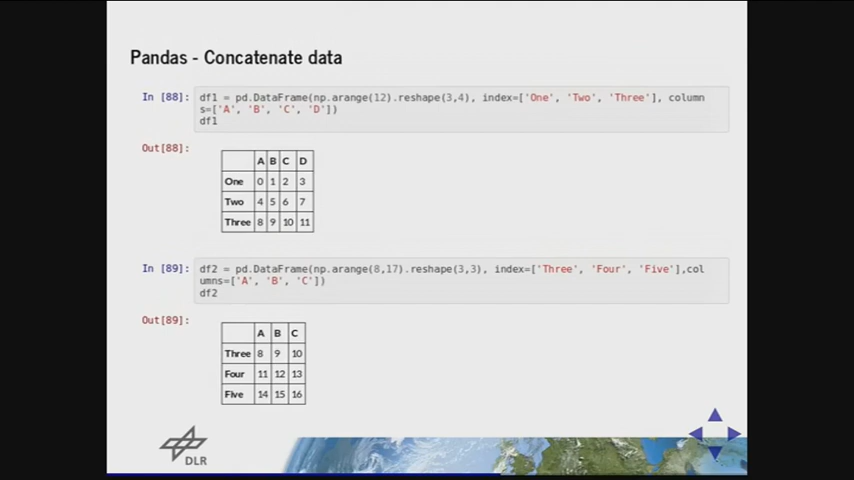 Pandas - Concatenate data
In [88]: df1 = pd.DataFrame(np.arange(12).reshape(3,4), index=['One', 'Two', 'Three'], column
s=['A', 'B', 'C', 'D'])
df1
Out[88]:
A B C D
One 0 1 2 3
Two 4 5 6 7
Three 8 9 10 11
In [89]: df2 = pd.DataFrame(np.arange(8,17).reshape(3,3), index=['Three', 'Four', 'Five'],col
umns=['A', 'B', 'C'])
df2
Out[89]:
A B C
Three 8 9 10
Four 11 12 13
Five 14 15 16
DLR